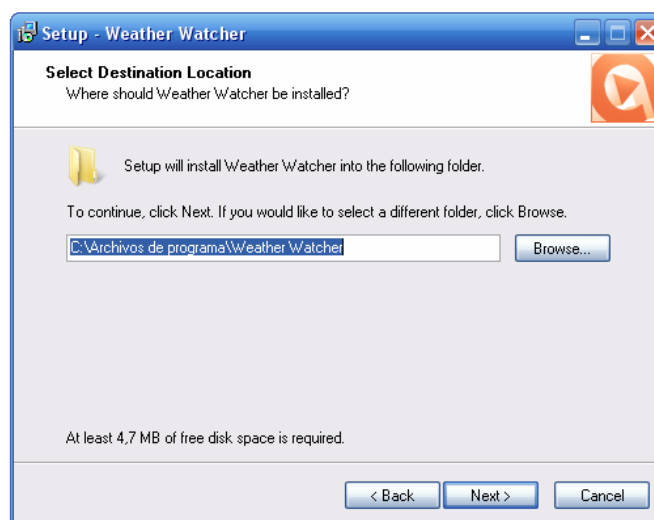 Setup - Weather Watcher
Select Destination Location
Where should Weather Watcher be installed?
Setup will install Weather Watcher into the following folder.
To continue, click Next. If you would like to select a different folder, click Browse.
C:\Archivos de programa\Weather Watcher
Browse...
At least 4,7 MB of free disk space is required.
< Back
Next >
Cancel